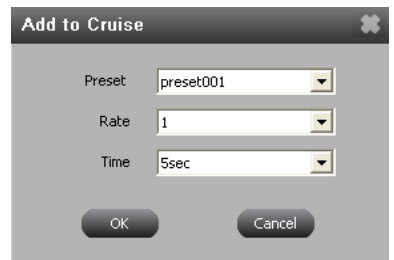 Add to Cruise
Preset preset001
Rate 1
Time 5sec
OK Cancel